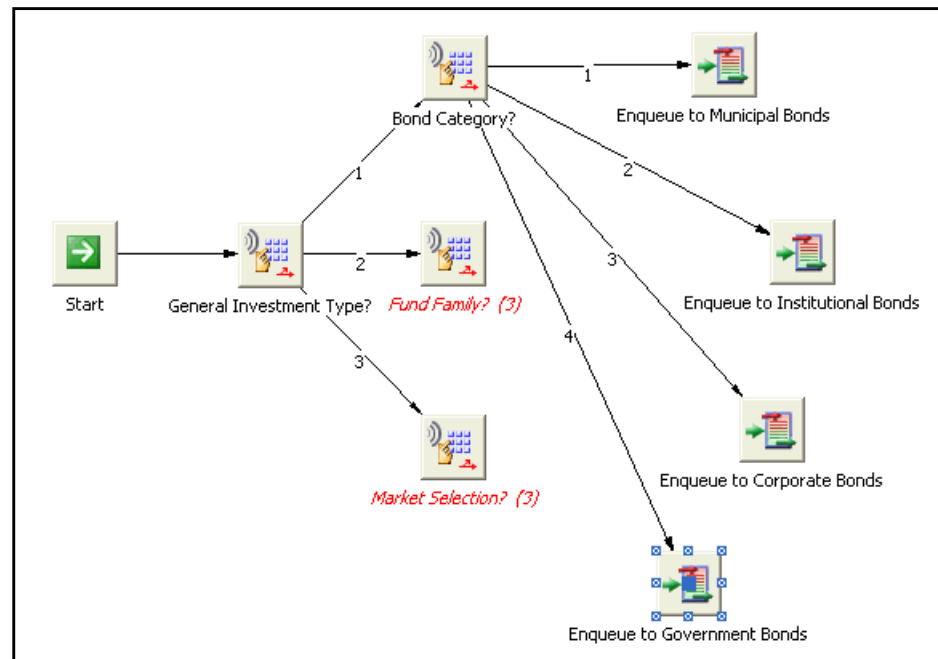 1
Enqueue to Municipal Bonds
Bond Category?
2
1
3
Enqueue to Institutional Bonds
2
Start
General Investment Type?
Fund Family? (3)
4
3
Enqueue to Corporate Bonds
Market Selection? (3)
Enqueue to Government Bonds